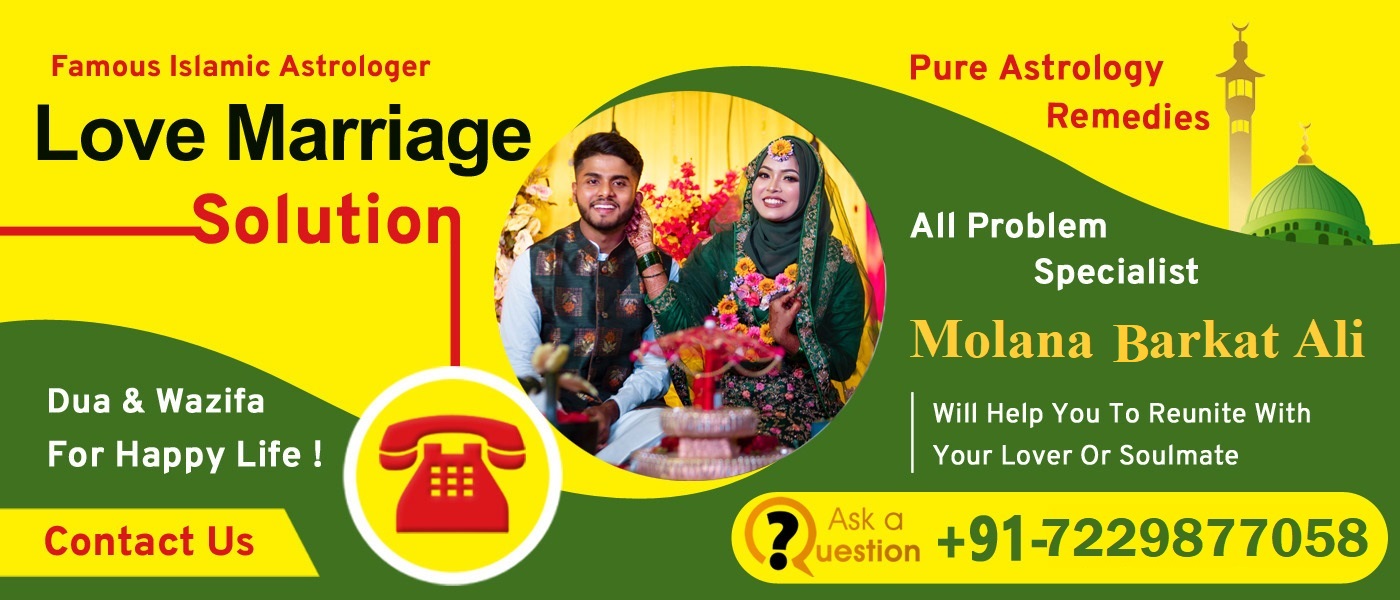 Famous Islamic Astrologer
Love Marriage
Solution
Dua & Wazifa
For Happy Life !
Contact Us
Pure Astrology
Remedies
All Problem
Specialist
Molana Barkat Ali
Will Help You To Reunite With
Your Lover Or Soulmate
Ask a
?uestion
+91-7229877058